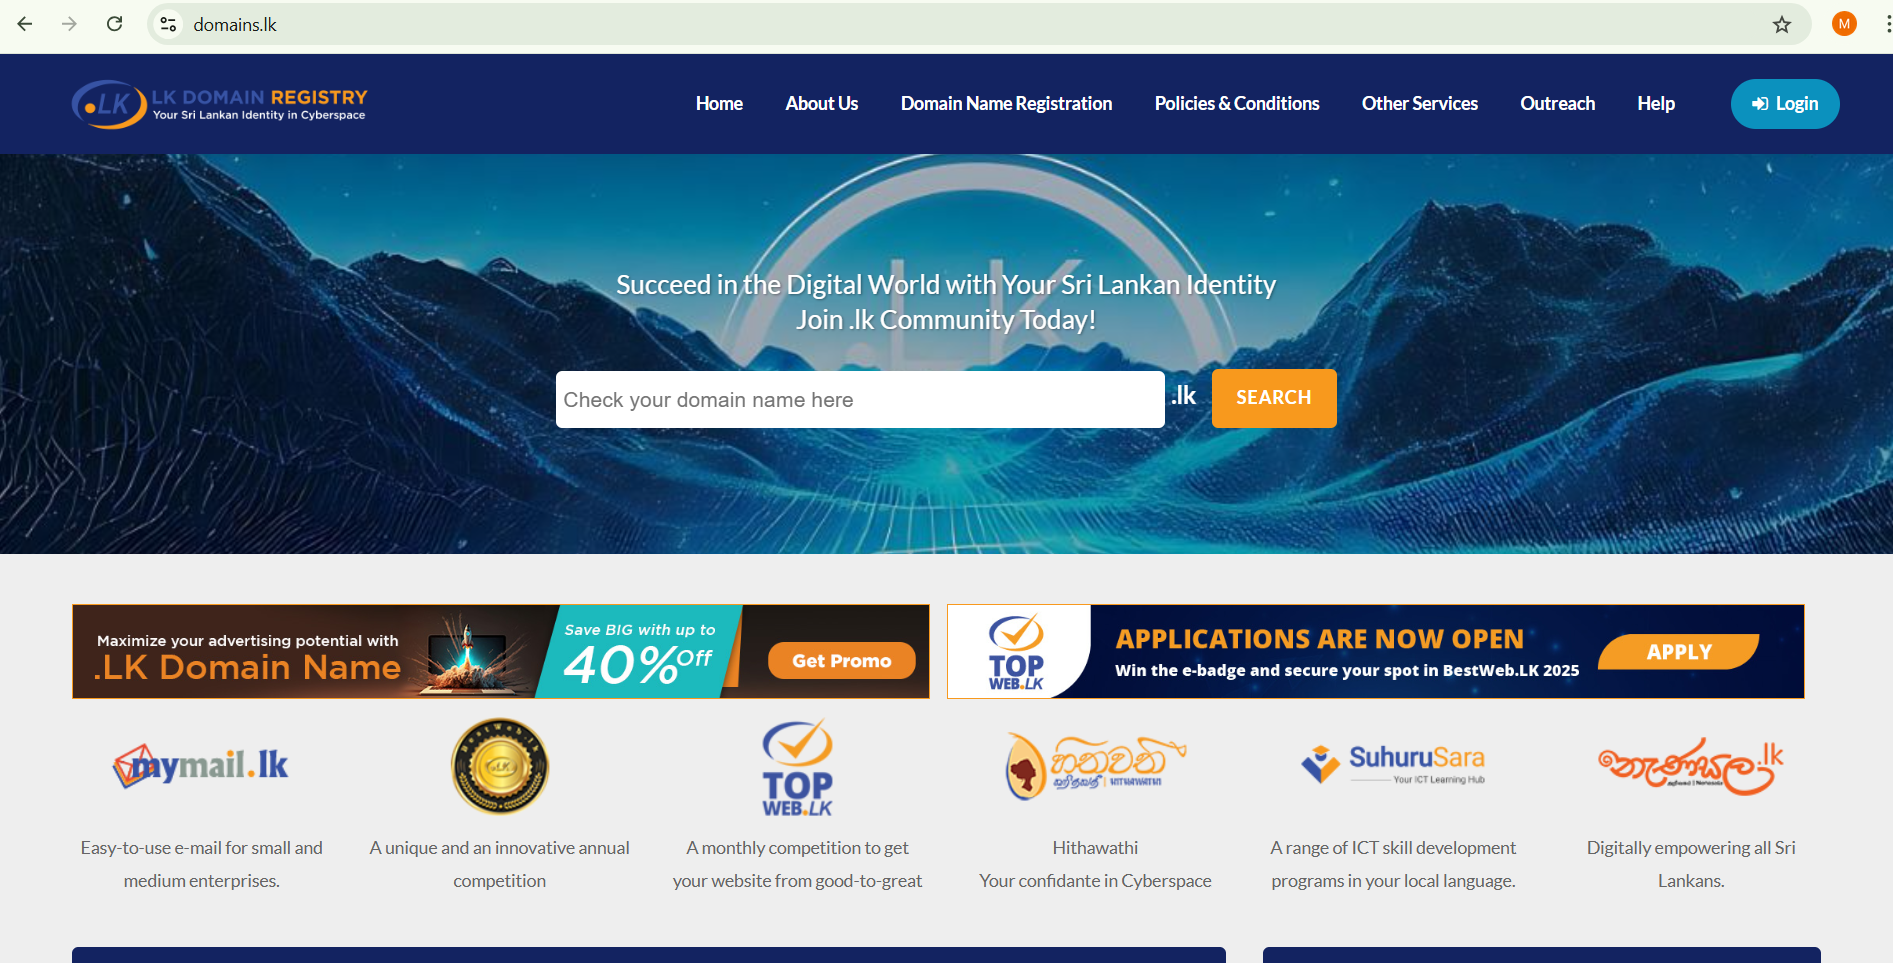 domains.lk
M
.LK
LK DOMAIN REGISTRY
Your Sri Lankan Identity in Cyberspace
Home
About Us
Domain Name Registration
Policies & Conditions
Other Services
Outreach
Help
Login
.LK
Succeed in the Digital World with Your Sri Lankan Identity
Join .lk Community Today!
Check your domain name here
.lk
SEARCH
Maximize your advertising potential with
.LK Domain Name
Save BIG with up to
40% Off
Get Promo
TOP
WEB.LK
APPLICATIONS ARE NOW OPEN
Win the e-badge and secure your spot in BestWeb.LK 2025
APPLY
mymail.lk
Easy-to-use e-mail for small and
medium enterprises.
BestWeb.lk
.LK
A unique and an innovative annual
competition
TOP
WEB.LK
A monthly competition to get
your website from good-to-great
හිතවතී
HITHAWATHI
Hithawathi
Your confidante in Cyberspace
SuhuruSara
Your ICT Learning Hub
A range of ICT skill development
programs in your local language.
නැණසල.lk
Digitally empowering all Sri
Lankans.